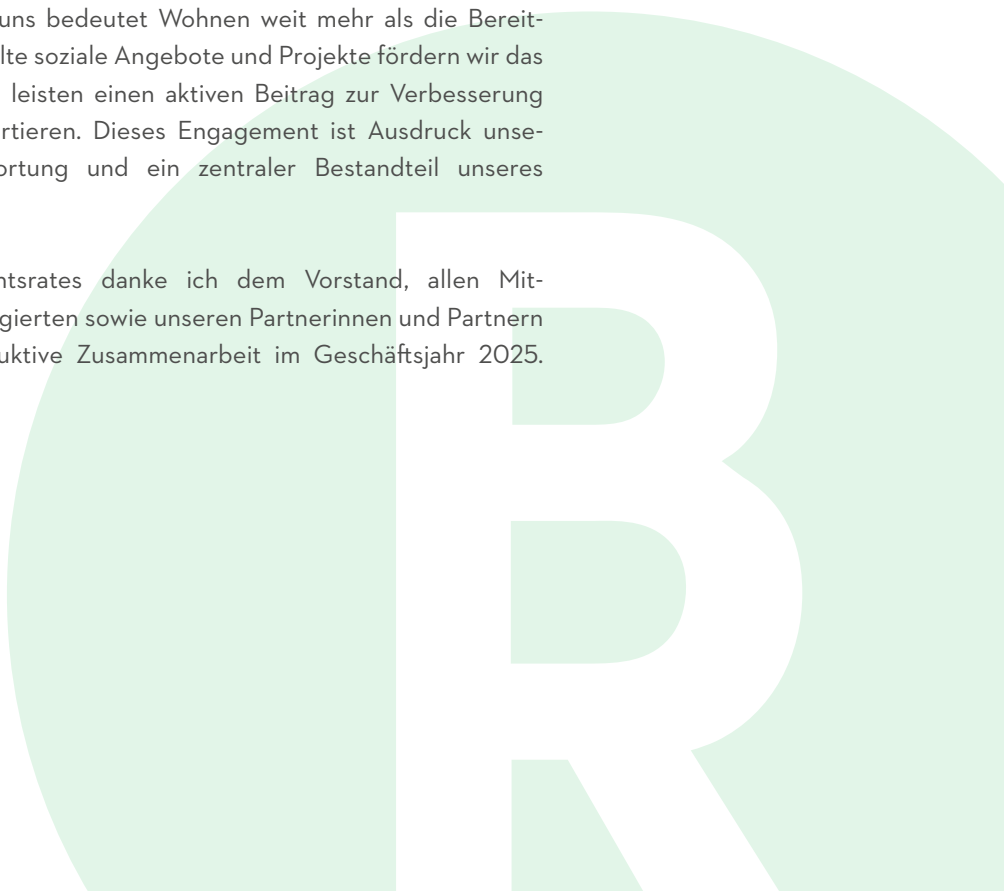 uns bedeutet Wohnen weit mehr als die Bereit-
lte soziale Angebote und Projekte fördern wir das
leisten einen aktiven Beitrag zur Verbesserung
rtieren. Dieses Engagement ist Ausdruck unse-
ortung und ein zentraler Bestandteil unseres
ntsrates danke ich dem Vorstand, allen Mit-
gierten sowie unseren Partnerinnen und Partnern
uktive Zusammenarbeit im Geschäftsjahr 2025.